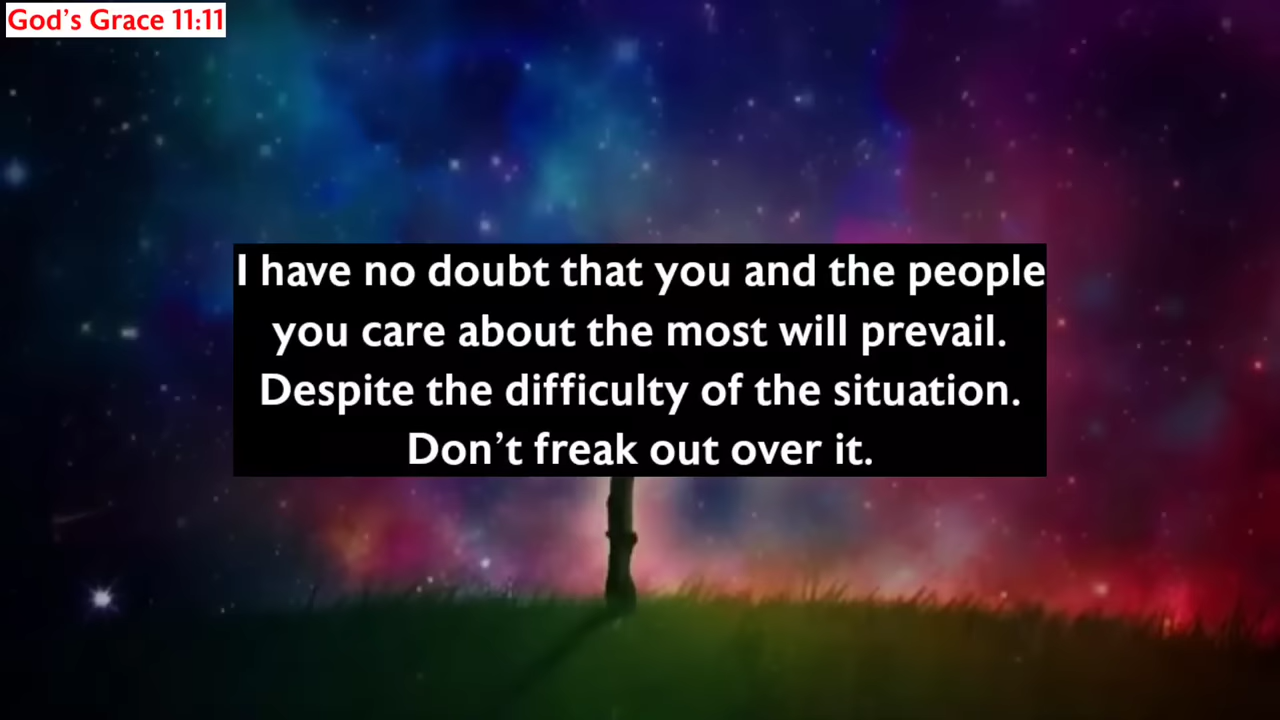 God’s Grace 11:11
I have no doubt that you and the people
you care about the most will prevail.
Despite the difficulty of the situation.
Don’t freak out over it.